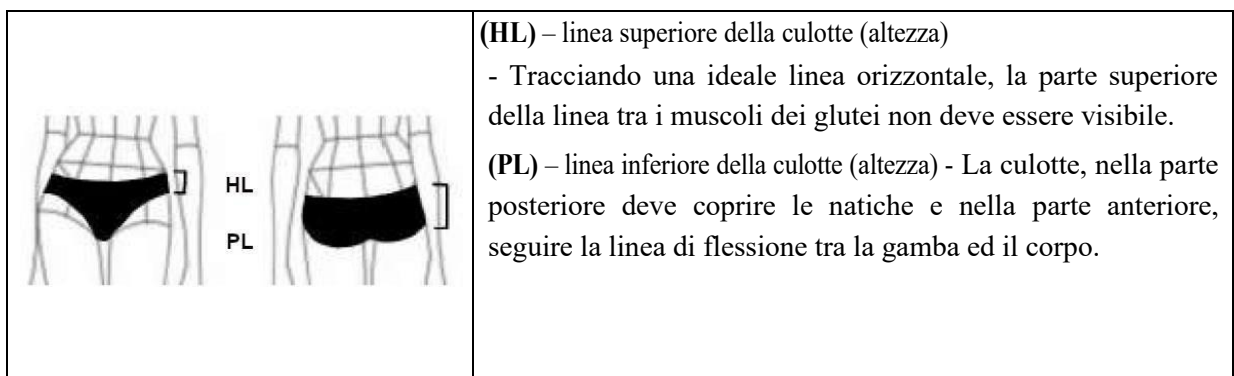 HL
PL
(HL) – linea superiore della culotte (altezza)
- Tracciando una ideale linea orizzontale, la parte superiore
della linea tra i muscoli dei glutei non deve essere visibile.
(PL) – linea inferiore della culotte (altezza) - La culotte, nella parte
posteriore deve coprire le natiche e nella parte anteriore,
seguire la linea di flessione tra la gamba ed il corpo.